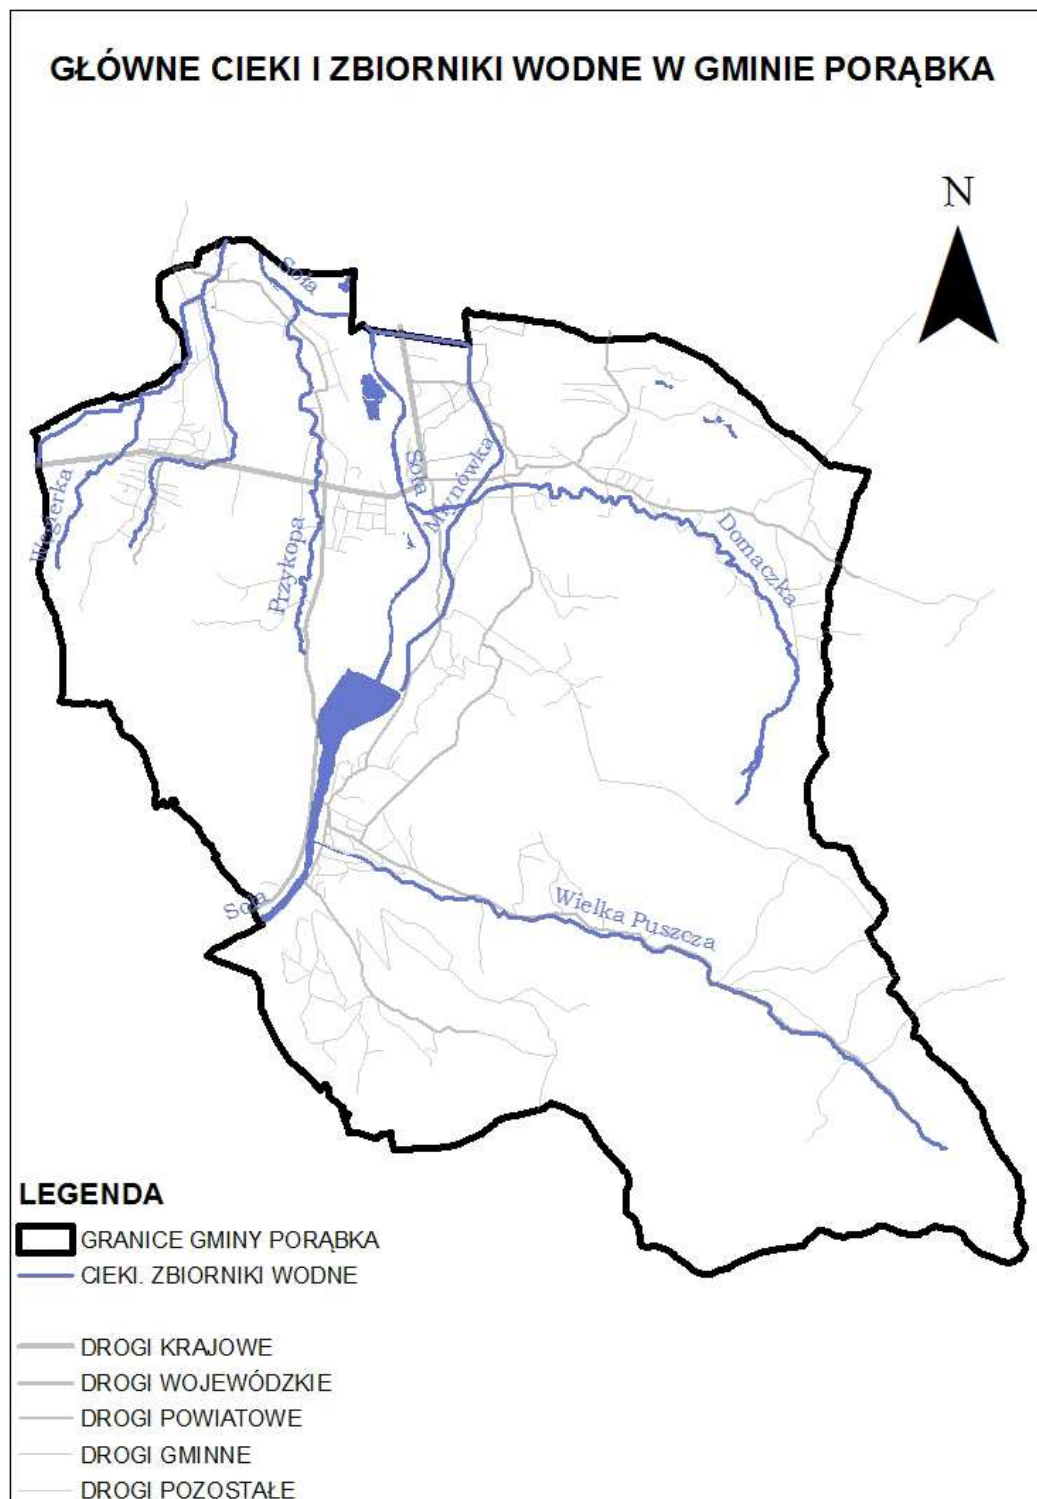 GŁÓWNE CIEKI I ZBIORNIKI WODNE W GMINIE PORĄBKA
N
Soła
Soła
Młynówka
Węgierka
Przykopa
Domaczka
Soła
Wielka Puszcza
LEGENDA
GRANICE GMINY PORĄBKA
CIEKI. ZBIORNIKI WODNE
DROGI KRAJOWE
DROGI WOJEWÓDZKIE
DROGI POWIATOWE
DROGI GMINNE
DROGI POZOSTAŁE